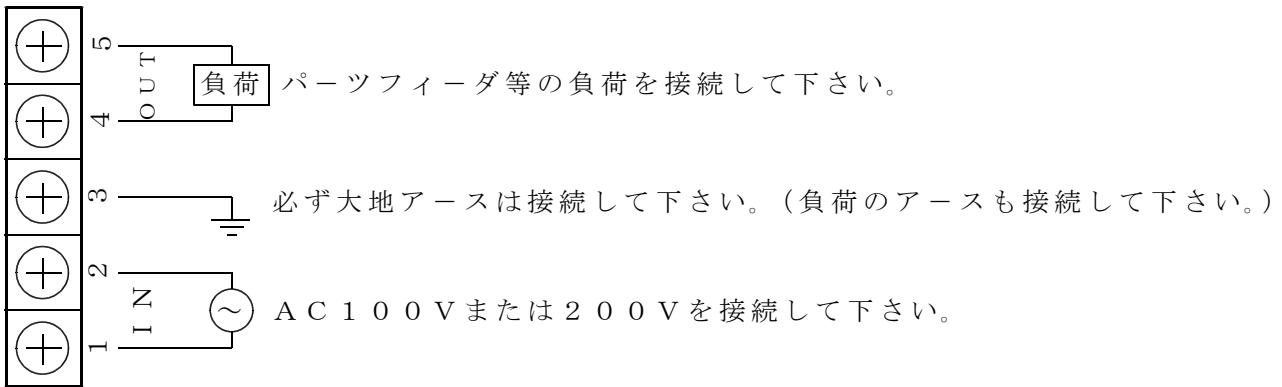 5
OUT
負荷 パーツフィーダ等の負荷を接続して下さい。
4
3 必ず大地アースは接続して下さい。(負荷のアースも接続して下さい。)
2
IN
～ AC100Vまたは200Vを接続して下さい。
1